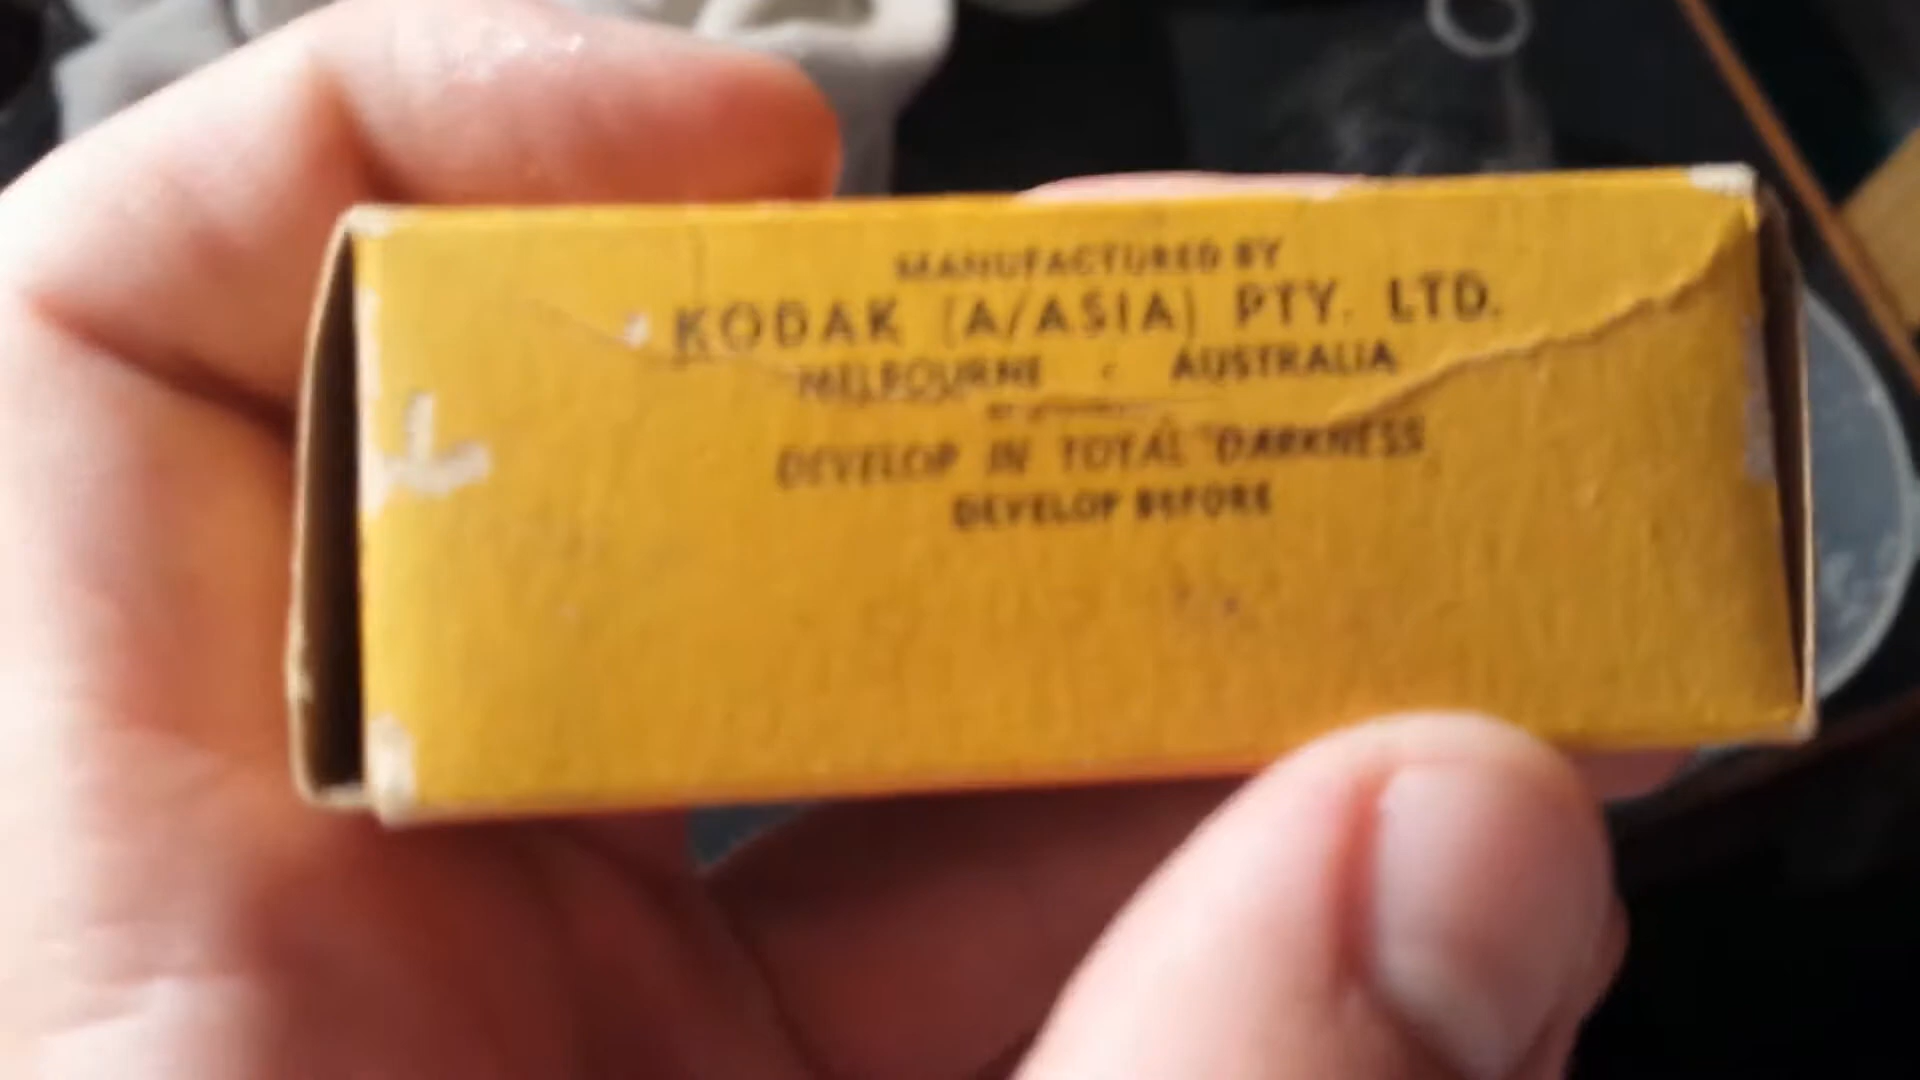 MANUFACTURED BY
KODAK (A/ASIA) PTY. LTD.
MELBOURNE · AUSTRALIA
DEVELOP IN TOTAL DARKNESS
DEVELOP BEFORE